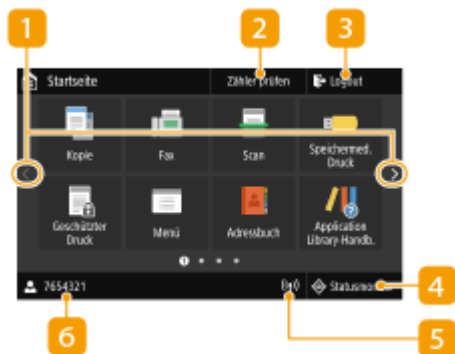 1
2
3
Startseite
Zähler prüfen
Logout
Kopie
Fax
Scan
Speichermed. Druck
Geschützter Druck
Menü
Adressbuch
Application Library-Handb.
1
7654321
4
5
6